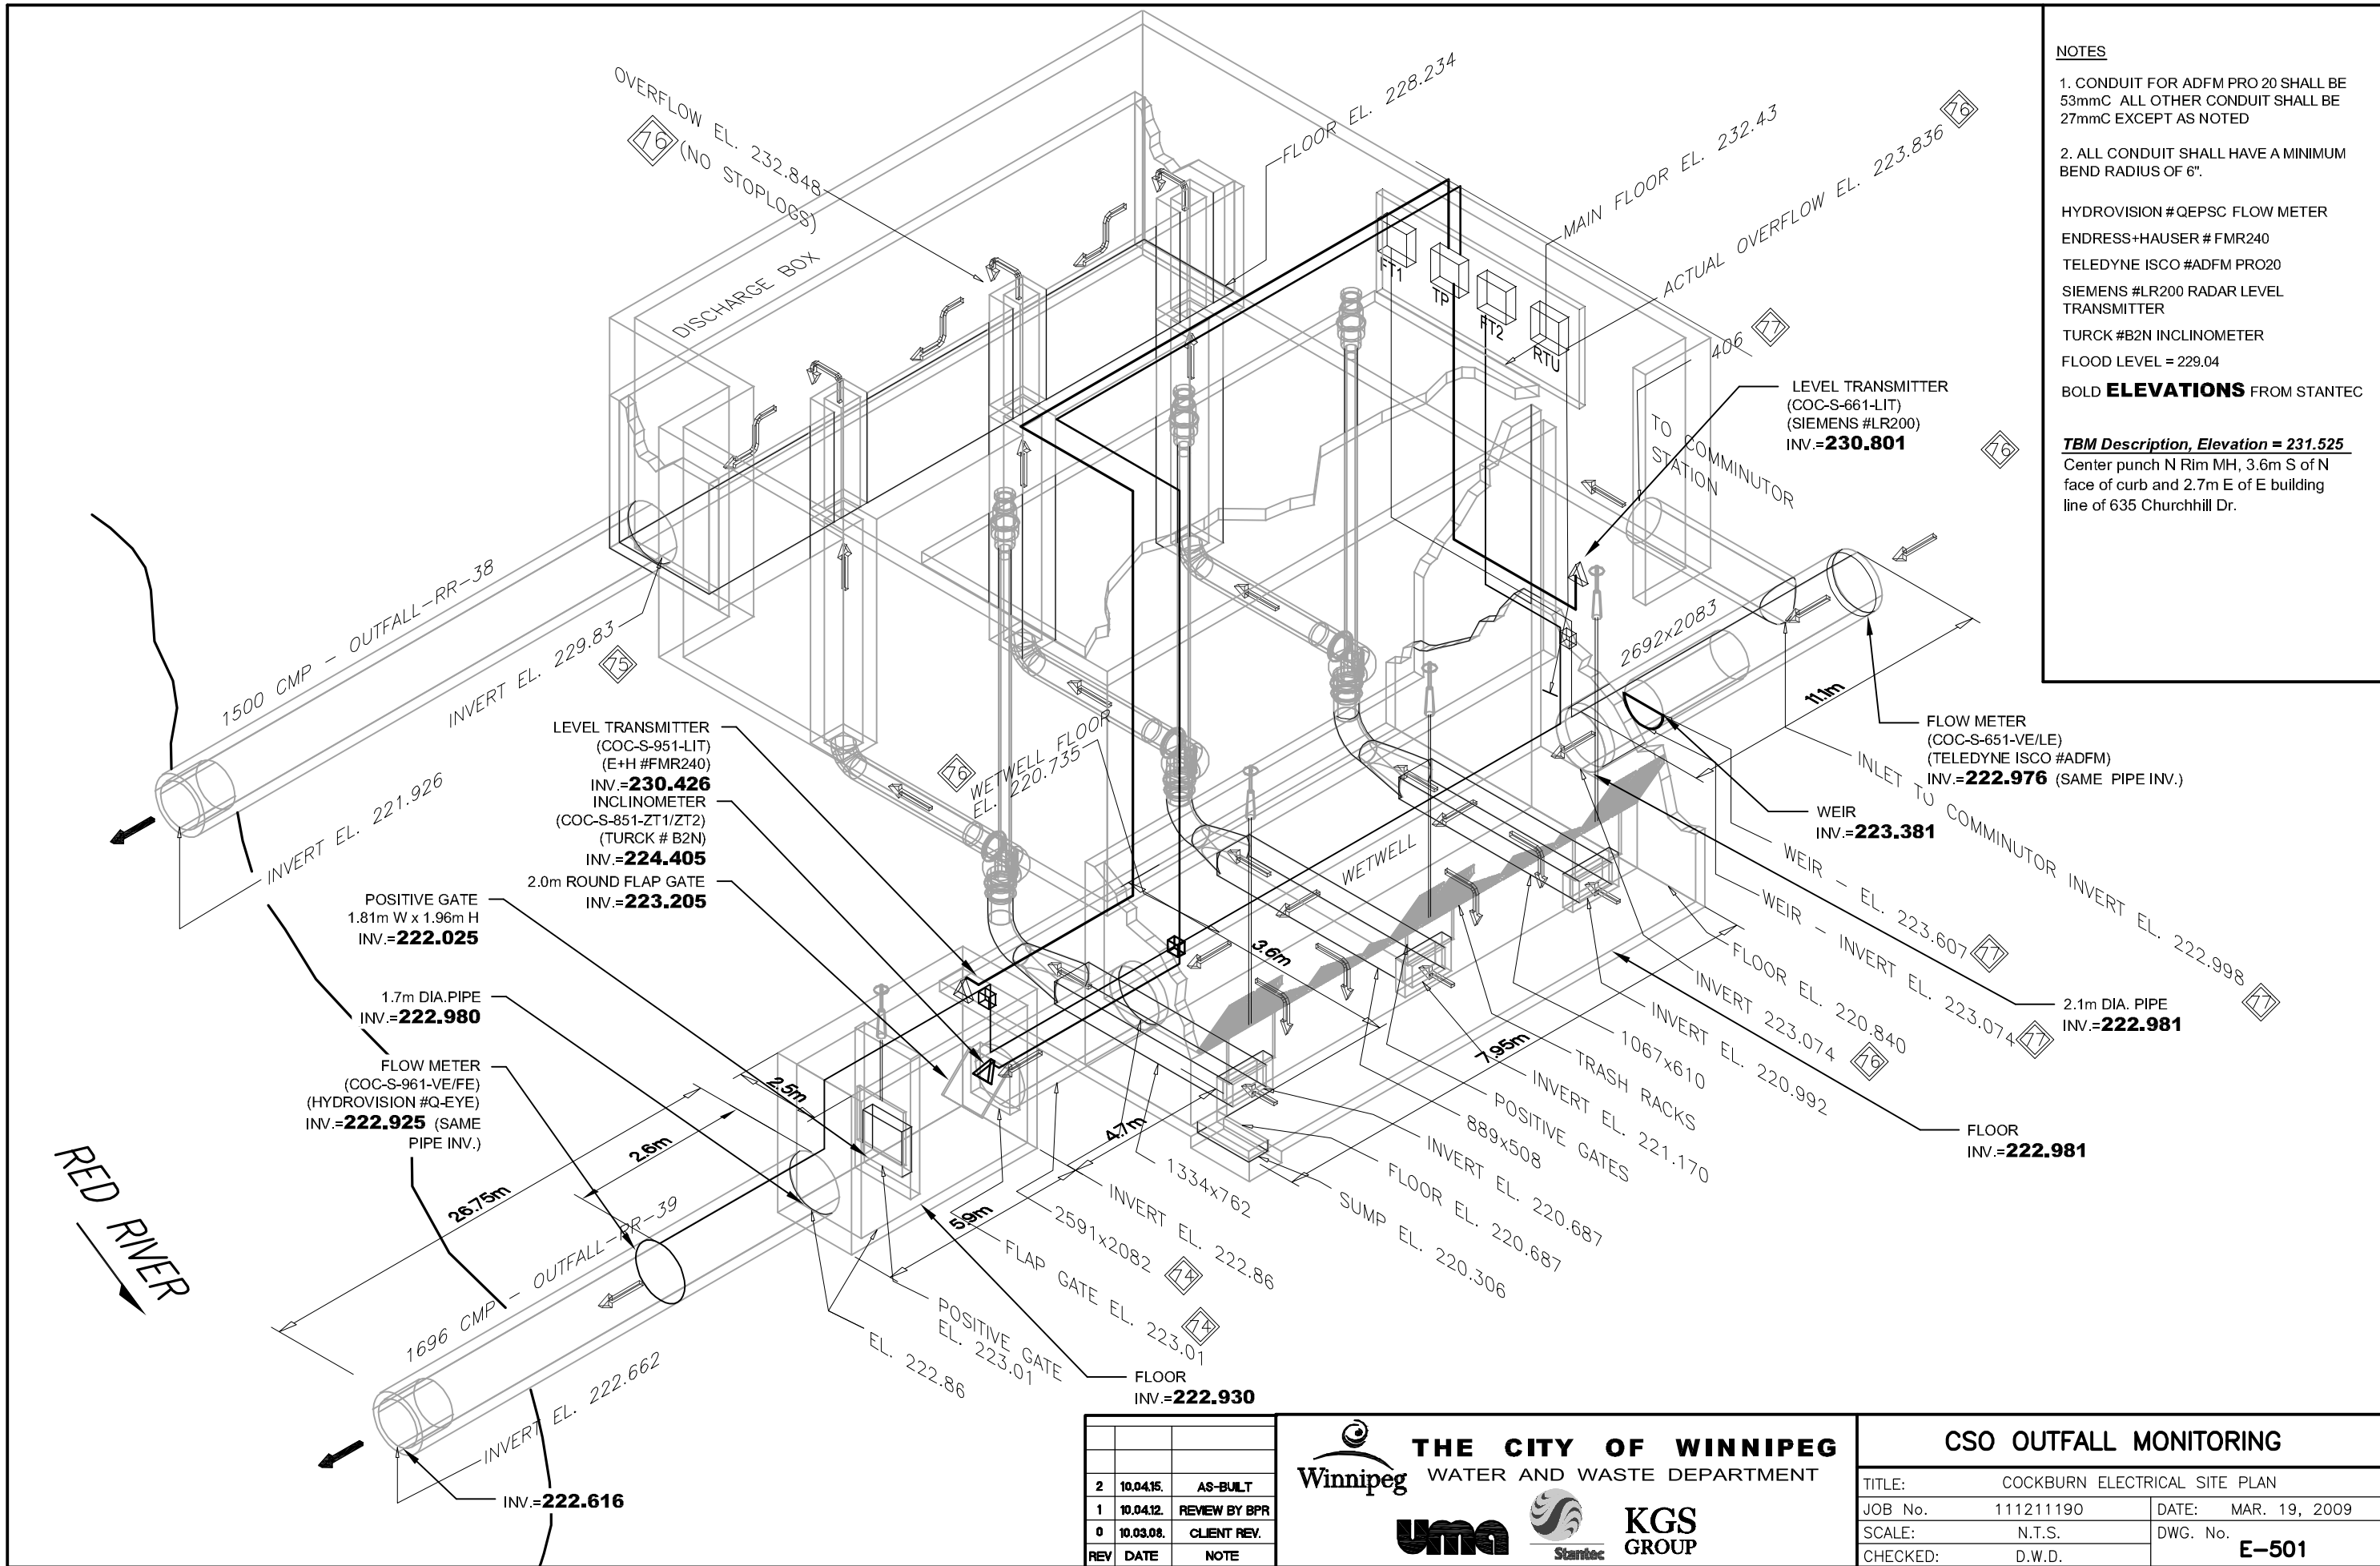 OVERFLOW EL. 232.848
76
(NO STOPLOGS)
DISCHARGE BOX
FLOOR EL. 228.234
MAIN FLOOR EL. 232.43
ACTUAL OVERFLOW EL. 223.836
76
FT1
TP
FT2
RTU
406
77
TO COMMINUTOR
STATION
76
LEVEL TRANSMITTER
(COC-S-661-LIT)
(SIEMENS #LR200)
INV.=230.801
2692x2083
11.1m
FLOW METER
(COC-S-651-VE/LE)
(TELEDYNE ISCO #ADFM)
INV.=222.976 (SAME PIPE INV.)
WEIR
INV.=223.381
INLET TO COMMINUTOR INVERT EL. 222.998
77
WEIR - EL. 223.607
77
WEIR - INVERT EL. 223.074
77
2.1m DIA. PIPE
INV.=222.981
FLOOR EL. 220.840
INVERT 223.074
76
INVERT EL. 220.992
1067x610
TRASH RACKS
INVERT EL. 221.170
POSITIVE GATES
889x508
INVERT EL. 220.687
FLOOR EL. 220.687
SUMP EL. 220.306
FLOOR
INV.=222.981
7.95m
3.6m
WETWELL
76
WETWELL FLOOR
EL. 220.735
1500 CMP - OUTFALL-RR-38
INVERT EL. 229.83
75
INVERT EL. 221.926
LEVEL TRANSMITTER
(COC-S-951-LIT)
(E+H #FMR240)
INV.=230.426
INCLINOMETER
(COC-S-851-ZT1/ZT2)
(TURCK # B2N)
INV.=224.405
2.0m ROUND FLAP GATE
INV.=223.205
POSITIVE GATE
1.81m W x 1.96m H
INV.=222.025
1.7m DIA.PIPE
INV.=222.980
FLOW METER
(COC-S-961-VE/FE)
(HYDROVISION #Q-EYE)
INV.=222.925 (SAME
PIPE INV.)
RED RIVER
26.75m
2.6m
2.5m
4.7m
5.9m
1334x762
INVERT EL. 222.86
2591x2082
74
FLAP GATE EL. 223.01
74
POSITIVE GATE
EL. 223.01
EL. 222.86
FLOOR
INV.=222.930
1696 CMP - OUTFALL-RR-39
INVERT EL. 222.662
INV.=222.616
NOTES
1. CONDUIT FOR ADFM PRO 20 SHALL BE
53mmC ALL OTHER CONDUIT SHALL BE
27mmC EXCEPT AS NOTED
2. ALL CONDUIT SHALL HAVE A MINIMUM
BEND RADIUS OF 6".
HYDROVISION # QEPSC FLOW METER
ENDRESS+HAUSER # FMR240
TELEDYNE ISCO #ADFM PRO20
SIEMENS #LR200 RADAR LEVEL
TRANSMITTER
TURCK #B2N INCLINOMETER
FLOOD LEVEL = 229.04
BOLD ELEVATIONS FROM STANTEC
TBM Description, Elevation = 231.525
Center punch N Rim MH, 3.6m S of N
face of curb and 2.7m E of E building
line of 635 Churchhill Dr.
2 10.04.15. AS-BUILT
1 10.04.12. REVIEW BY BPR
0 10.03.08. CLIENT REV.
REV DATE NOTE
Winnipeg
THE CITY OF WINNIPEG
WATER AND WASTE DEPARTMENT
uma
Stantec
KGS
GROUP
CSO OUTFALL MONITORING
TITLE: COCKBURN ELECTRICAL SITE PLAN
JOB No. 111211190
DATE: MAR. 19, 2009
SCALE: N.T.S.
DWG. No. E-501
CHECKED: D.W.D.